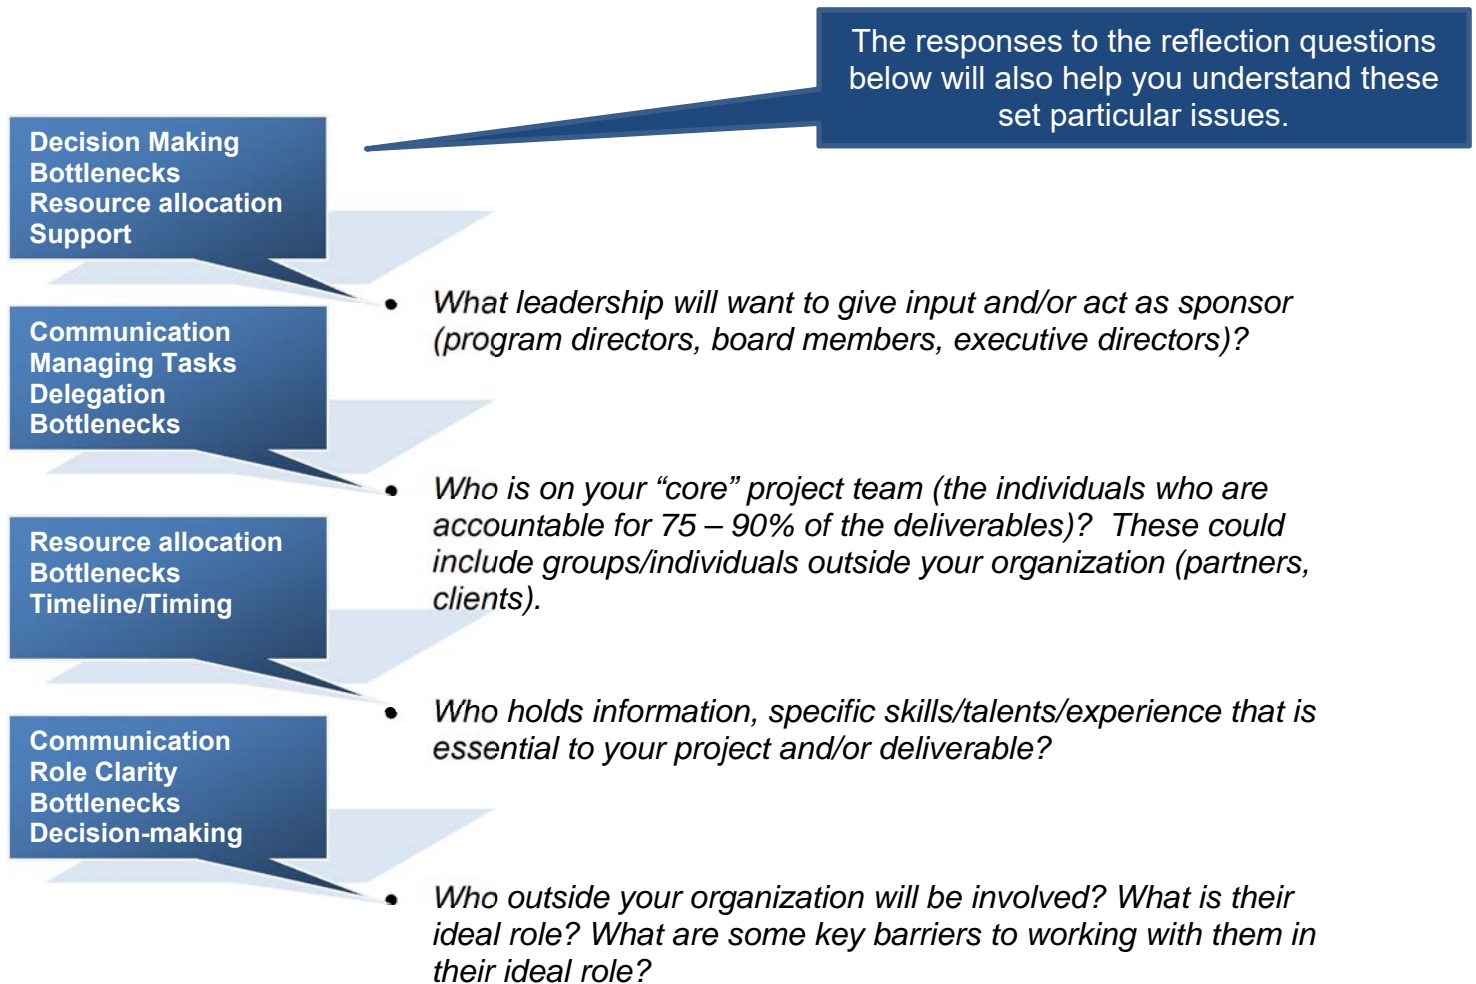 The responses to the reflection questions
below will also help you understand these
set particular issues.
Decision Making
Bottlenecks
Resource allocation
Support
• What leadership will want to give input and/or act as sponsor
(program directors, board members, executive directors)?
Communication
Managing Tasks
Delegation
Bottlenecks
• Who is on your “core” project team (the individuals who are
accountable for 75 – 90% of the deliverables)?  These could
include groups/individuals outside your organization (partners,
clients).
Resource allocation
Bottlenecks
Timeline/Timing
• Who holds information, specific skills/talents/experience that is
essential to your project and/or deliverable?
Communication
Role Clarity
Bottlenecks
Decision-making
• Who outside your organization will be involved? What is their
ideal role? What are some key barriers to working with them in
their ideal role?